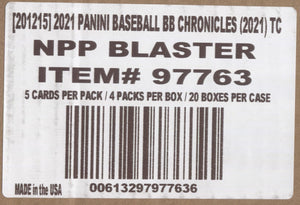 [201215] 2021 PANINI BASEBALL BB CHRONICLES (2021) TC
NPP BLASTER
ITEM# 97763
5 CARDS PER PACK / 4 PACKS PER BOX / 20 BOXES PER CASE
MADE in the USA
00613297977636